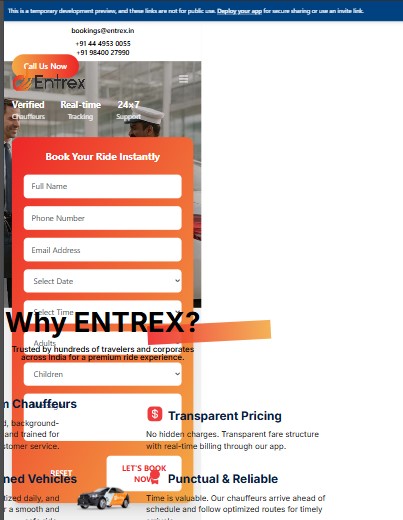 This is a temporary development preview, and these links are not for public use. Deploy your app for secure sharing or use an invite link.
bookings@entrex.in
+91 44 4953 0055
+91 98400 27990
Call Us Now
Entrex
Verified
Chauffeurs
Real-time
Tracking
24x7
Support
Book Your Ride Instantly
Full Name
Phone Number
Email Address
Select Date
Select Time
Why ENTREX?
Adults
Trusted by hundreds of travelers and corporates
across India for a premium ride experience.
Children
m Chauffeurs
d, background-
and trained for
stomer service.
Transparent Pricing
No hidden charges. Transparent fare structure
with real-time billing through our app.
RESET
LET'S BOOK
NOW
ned Vehicles
tized daily, and
r a smooth and
Punctual & Reliable
Time is valuable. Our chauffeurs arrive ahead of
schedule and follow optimized routes for timely